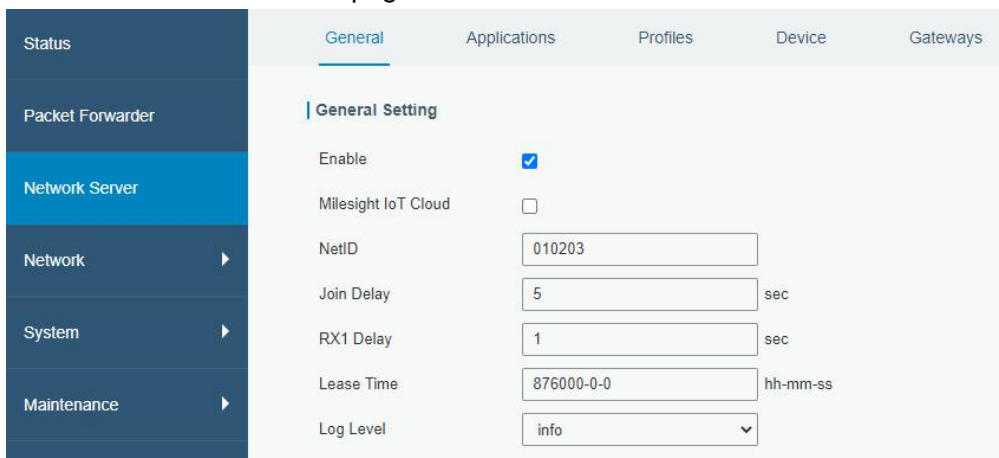 Status
Packet Forwarder
Network Server
Network
System
Maintenance
General Applications Profiles Device Gateways
General Setting
Enable
Milesight IoT Cloud
NetID 010203
Join Delay 5 sec
RX1 Delay 1 sec
Lease Time 876000-0-0 hh-mm-ss
Log Level info